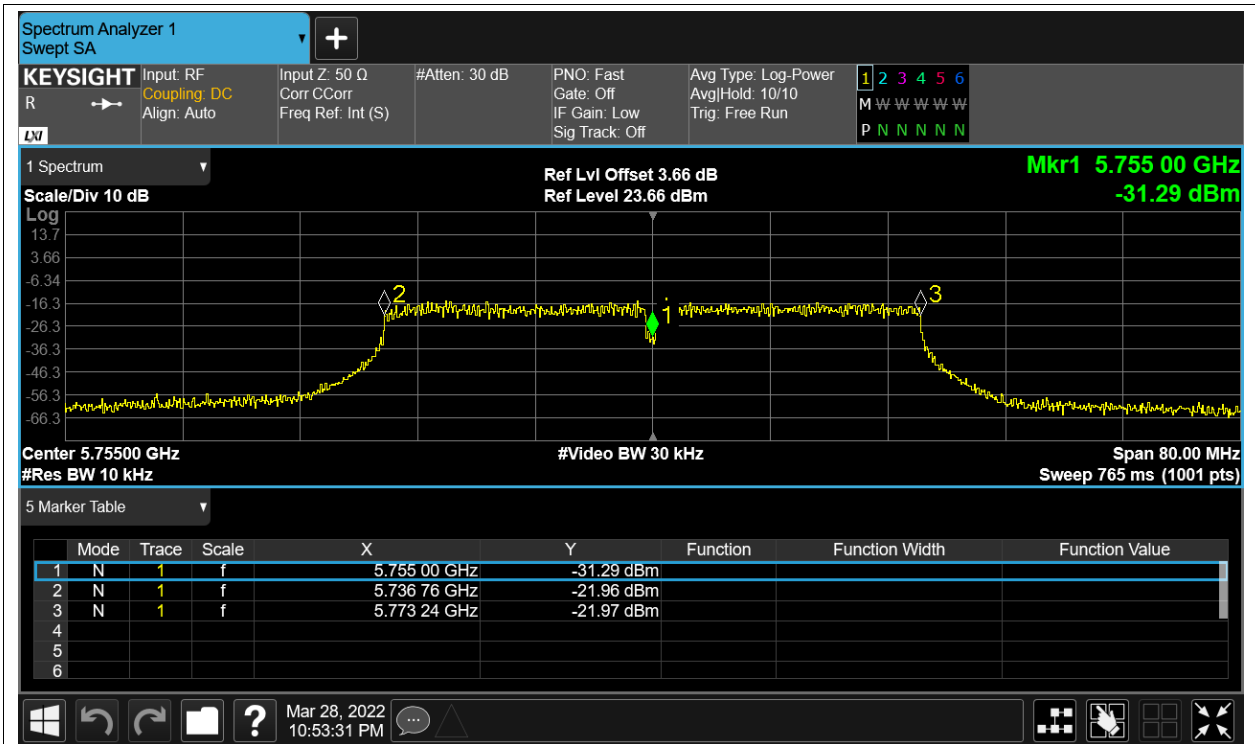 Spectrum Analyzer 1
Swept SA
KEYSIGHT
R
LXI
Input: RF
Coupling: DC
Align: Auto
Input Z: 50 Ω
Corr CCorr
Freq Ref: Int (S)
#Atten: 30 dB
PNO: Fast
Gate: Off
IF Gain: Low
Sig Track: Off
Avg Type: Log-Power
Avg|Hold: 10/10
Trig: Free Run
1 2 3 4 5 6
M W W W W W
P N N N N N
1 Spectrum
Scale/Div 10 dB
Ref Lvl Offset 3.66 dB
Ref Level 23.66 dBm
Mkr1 5.755 00 GHz
-31.29 dBm
Log
13.7
3.66
-6.34
-16.3
-26.3
-36.3
-46.3
-56.3
-66.3
2
1
3
Center 5.75500 GHz
#Video BW 30 kHz
Span 80.00 MHz
#Res BW 10 kHz
Sweep 765 ms (1001 pts)
5 Marker Table
Mode Trace Scale X Y Function Function Width Function Value
1 N 1 f 5.755 00 GHz -31.29 dBm
2 N 1 f 5.736 76 GHz -21.96 dBm
3 N 1 f 5.773 24 GHz -21.97 dBm
4
5
6
?
Mar 28, 2022
10:53:31 PM